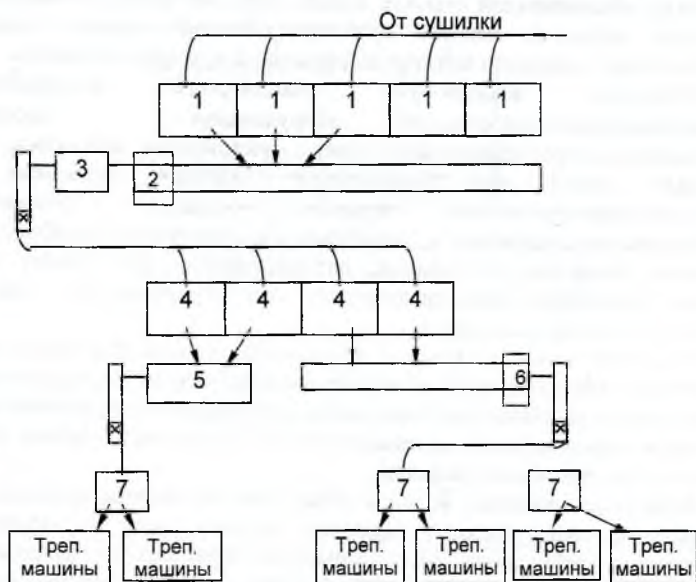 От сушилки
1 1 1 1 1
3 2
4 4 4 4
5 6
7 7 7
Треп. машины
Треп. машины
Треп. машины
Треп. машины
Треп. машины
Треп. машины